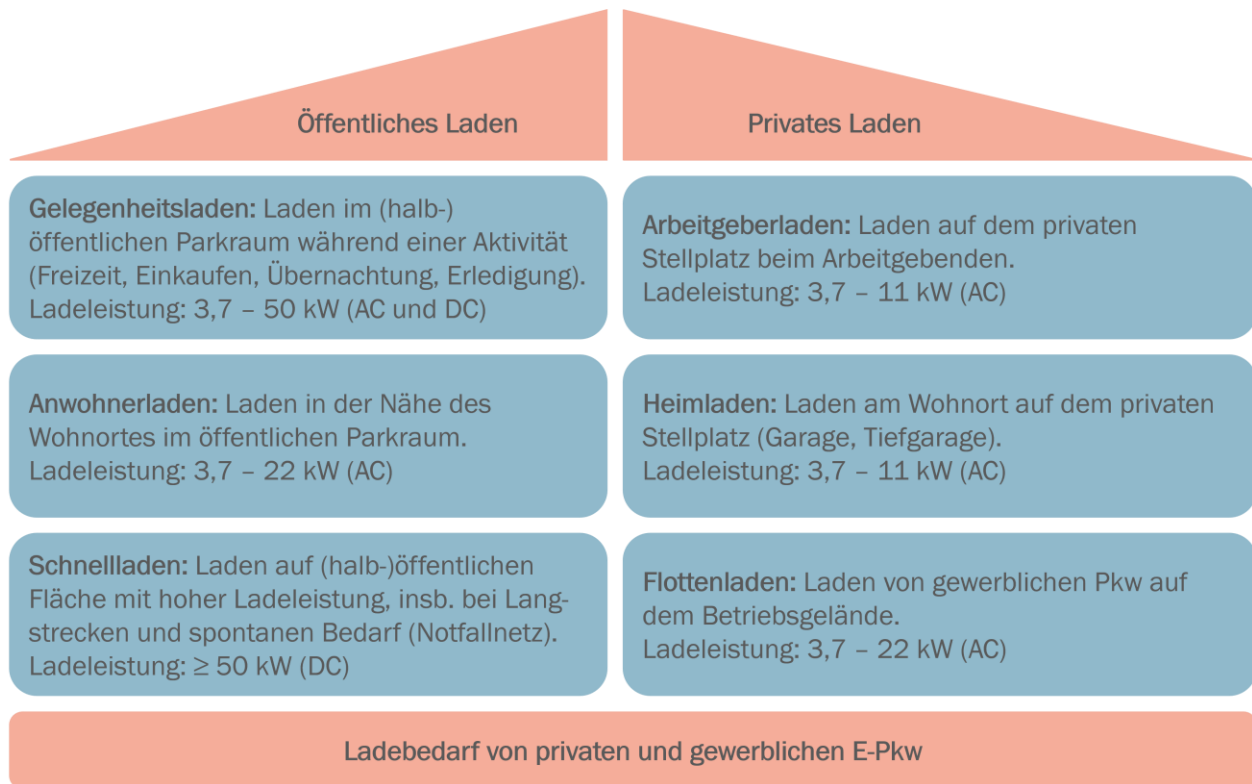 Öffentliches Laden
Gelegenheitsladen: Laden im (halb-)
öffentlichen Parkraum während einer Aktivität
(Freizeit, Einkaufen, Übernachtung, Erledigung).
Ladeleistung: 3,7 – 50 kW (AC und DC)
Anwohnerladen: Laden in der Nähe des
Wohnortes im öffentlichen Parkraum.
Ladeleistung: 3,7 – 22 kW (AC)
Schnellladen: Laden auf (halb-)öffentlichen
Fläche mit hoher Ladeleistung, insb. bei Lang-
strecken und spontanen Bedarf (Notfallnetz).
Ladeleistung: ≥ 50 kW (DC)
Privates Laden
Arbeitgeberladen: Laden auf dem privaten
Stellplatz beim Arbeitgebenden.
Ladeleistung: 3,7 – 11 kW (AC)
Heimladen: Laden am Wohnort auf dem privaten
Stellplatz (Garage, Tiefgarage).
Ladeleistung: 3,7 – 11 kW (AC)
Flottenladen: Laden von gewerblichen Pkw auf
dem Betriebsgelände.
Ladeleistung: 3,7 – 22 kW (AC)
Ladebedarf von privaten und gewerblichen E-Pkw